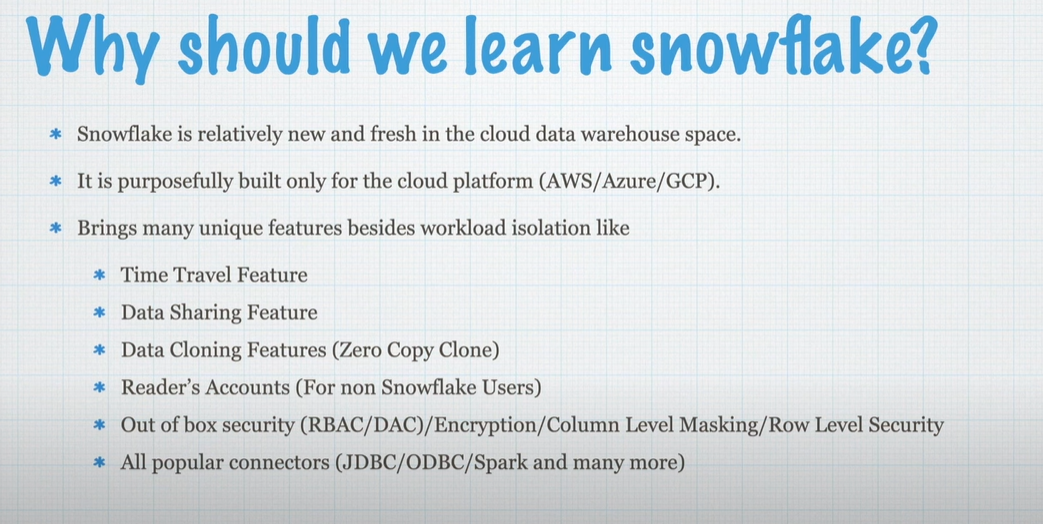 Why should we learn snowflake?
* Snowflake is relatively new and fresh in the cloud data warehouse space.
* It is purposefully built only for the cloud platform (AWS/Azure/GCP).
* Brings many unique features besides workload isolation like
* Time Travel Feature
* Data Sharing Feature
* Data Cloning Features (Zero Copy Clone)
* Reader's Accounts (For non Snowflake Users)
* Out of box security (RBAC/DAC)/Encryption/Column Level Masking/Row Level Security
* All popular connectors (JDBC/ODBC/Spark and many more)